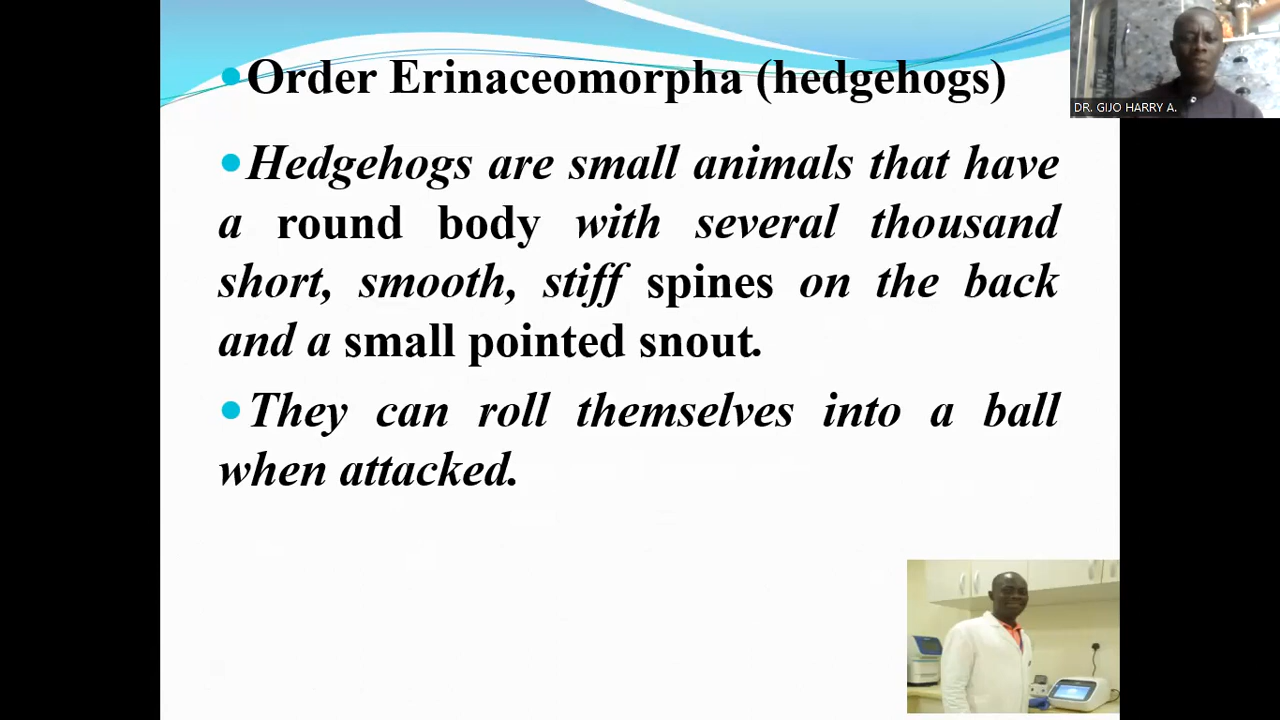 Order Erinaceomorpha (hedgehogs)
DR. GIJO HARRY A.
Hedgehogs are small animals that have
a round body with several thousand
short, smooth, stiff spines on the back
and a small pointed snout.
They can roll themselves into a ball
when attacked.